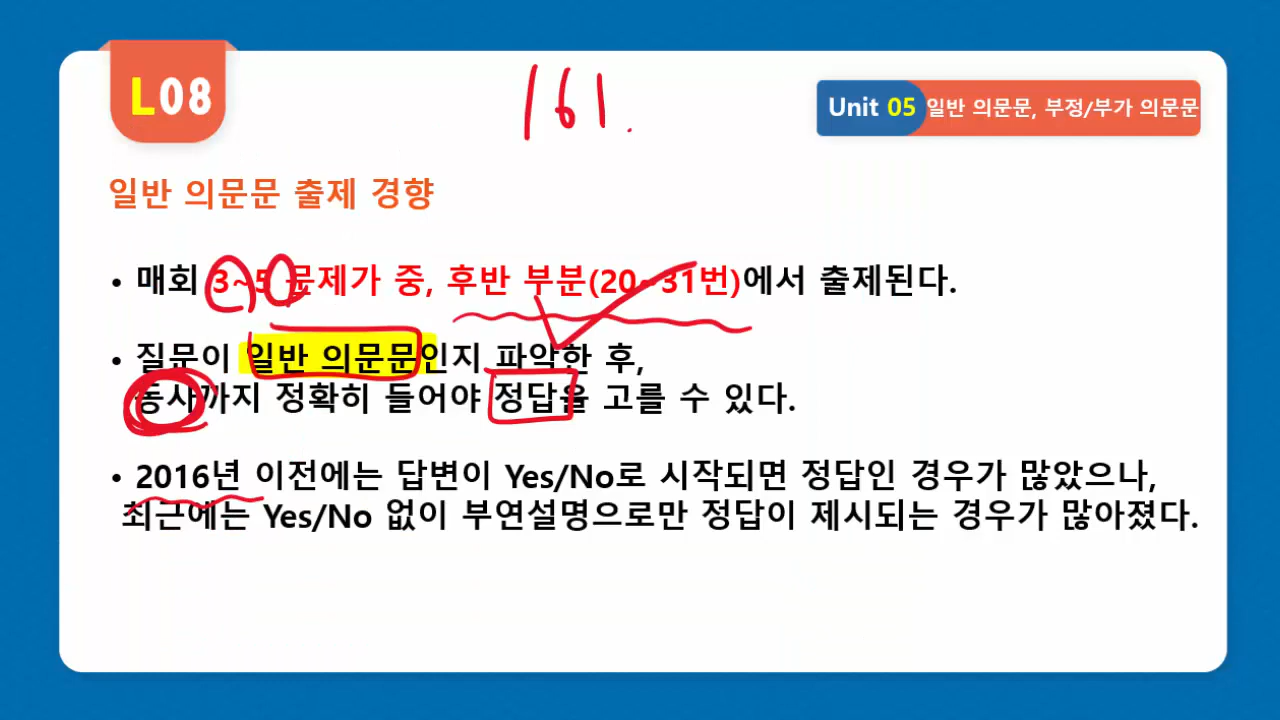 L08
161.
Unit 05 일반 의문문, 부정/부가 의문문
일반 의문문 출제 경향
• 매회 3~5 문제가 중, 후반 부분(20~31번)에서 출제된다.
• 질문이 일반 의문문인지 파악한 후,
동사까지 정확히 들어야 정답을 고를 수 있다.
• 2016년 이전에는 답변이 Yes/No로 시작되면 정답인 경우가 많았으나,
최근에는 Yes/No 없이 부연설명으로만 정답이 제시되는 경우가 많아졌다.